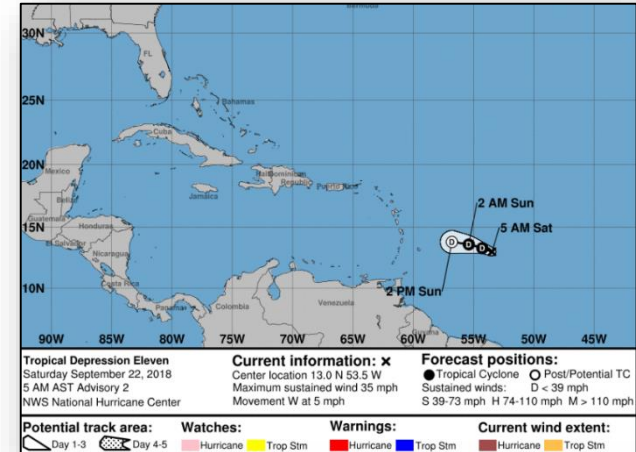 Bermuda
30N
FL
25N
Bahamas
Cuba
20N
Mexico
Haiti
Dominican
Republic
Puerto Rico
Belize
Jamaica
2 AM Sun
Guatemala
Honduras
15N
5 AM Sat
El Salvador
Nicaragua
D D D
2 PM Sun
10N
Costa Rica
Panama
Colombia
Venezuela
Guyana
90W 85W 80W 75W 70W 65W 60W 55W 50W 45W
Tropical Depression Eleven
Saturday September 22, 2018
5 AM AST Advisory 2
NWS National Hurricane Center
Current information: x
Center location 13.0 N 53.5 W
Maximum sustained wind 35 mph
Movement W at 5 mph
Forecast positions:
Tropical Cyclone Post/Potential TC
Sustained winds: D < 39 mph
S 39-73 mph H 74-110 mph M > 110 mph
Potential track area:
Day 1-3 Day 4-5
Watches:
Hurricane Trop Stm
Warnings:
Hurricane Trop Stm
Current wind extent:
Hurricane Trop Stm